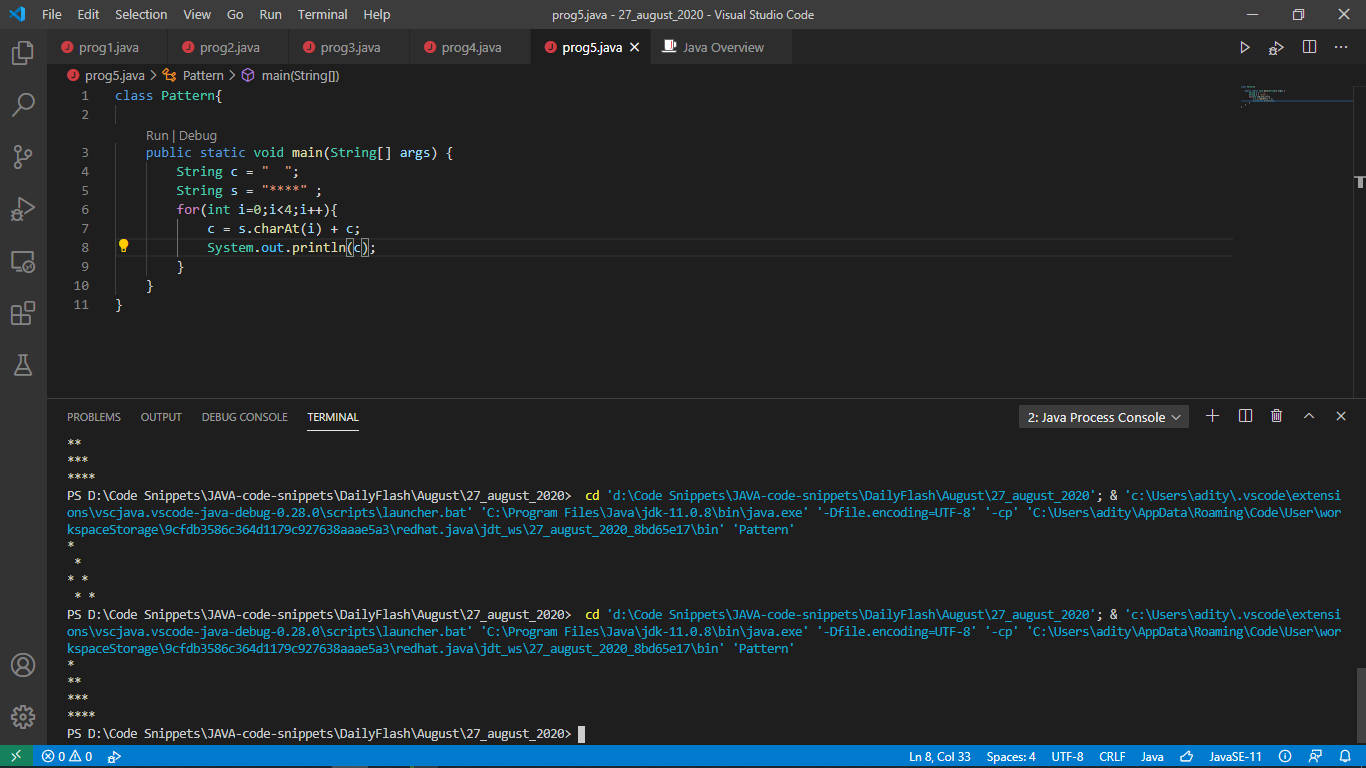 File Edit Selection View Go Run Terminal Help prog5.java - 27_august_2020 - Visual Studio Code
prog1.java prog2.java prog3.java prog4.java prog5.java Java Overview
prog5.java > Pattern > main(String[])
1 class Pattern{
2
Run | Debug
3 public static void main(String[] args) {
4 String c = "  ";
5 String s = "****" ;
6 for(int i=0;i<4;i++){
7 c = s.charAt(i) + c;
8 System.out.println(c);
9 }
10 }
11 }
PROBLEMS OUTPUT DEBUG CONSOLE TERMINAL 2: Java Process Console
**
***
****
PS D:\Code Snippets\JAVA-code-snippets\DailyFlash\August\27_august_2020>  cd 'd:\Code Snippets\JAVA-code-snippets\DailyFlash\August\27_august_2020'; & 'c:\Users\adity\.vscode\extensi
ons\vscjava.vscode-java-debug-0.28.0\scripts\launcher.bat' 'C:\Program Files\Java\jdk-11.0.8\bin\java.exe' '-Dfile.encoding=UTF-8' '-cp' 'C:\Users\adity\AppData\Roaming\Code\User\wor
kspaceStorage\9cfdb3586c364d1179c927638aaae5a3\redhat.java\jdt_ws\27_august_2020_8bd65e17\bin' 'Pattern'
*
 *
* *
 * *
PS D:\Code Snippets\JAVA-code-snippets\DailyFlash\August\27_august_2020>  cd 'd:\Code Snippets\JAVA-code-snippets\DailyFlash\August\27_august_2020'; & 'c:\Users\adity\.vscode\extensi
ons\vscjava.vscode-java-debug-0.28.0\scripts\launcher.bat' 'C:\Program Files\Java\jdk-11.0.8\bin\java.exe' '-Dfile.encoding=UTF-8' '-cp' 'C:\Users\adity\AppData\Roaming\Code\User\wor
kspaceStorage\9cfdb3586c364d1179c927638aaae5a3\redhat.java\jdt_ws\27_august_2020_8bd65e17\bin' 'Pattern'
*
**
***
****
PS D:\Code Snippets\JAVA-code-snippets\DailyFlash\August\27_august_2020>
0 0 Ln 8, Col 33 Spaces: 4 UTF-8 CRLF Java JavaSE-11